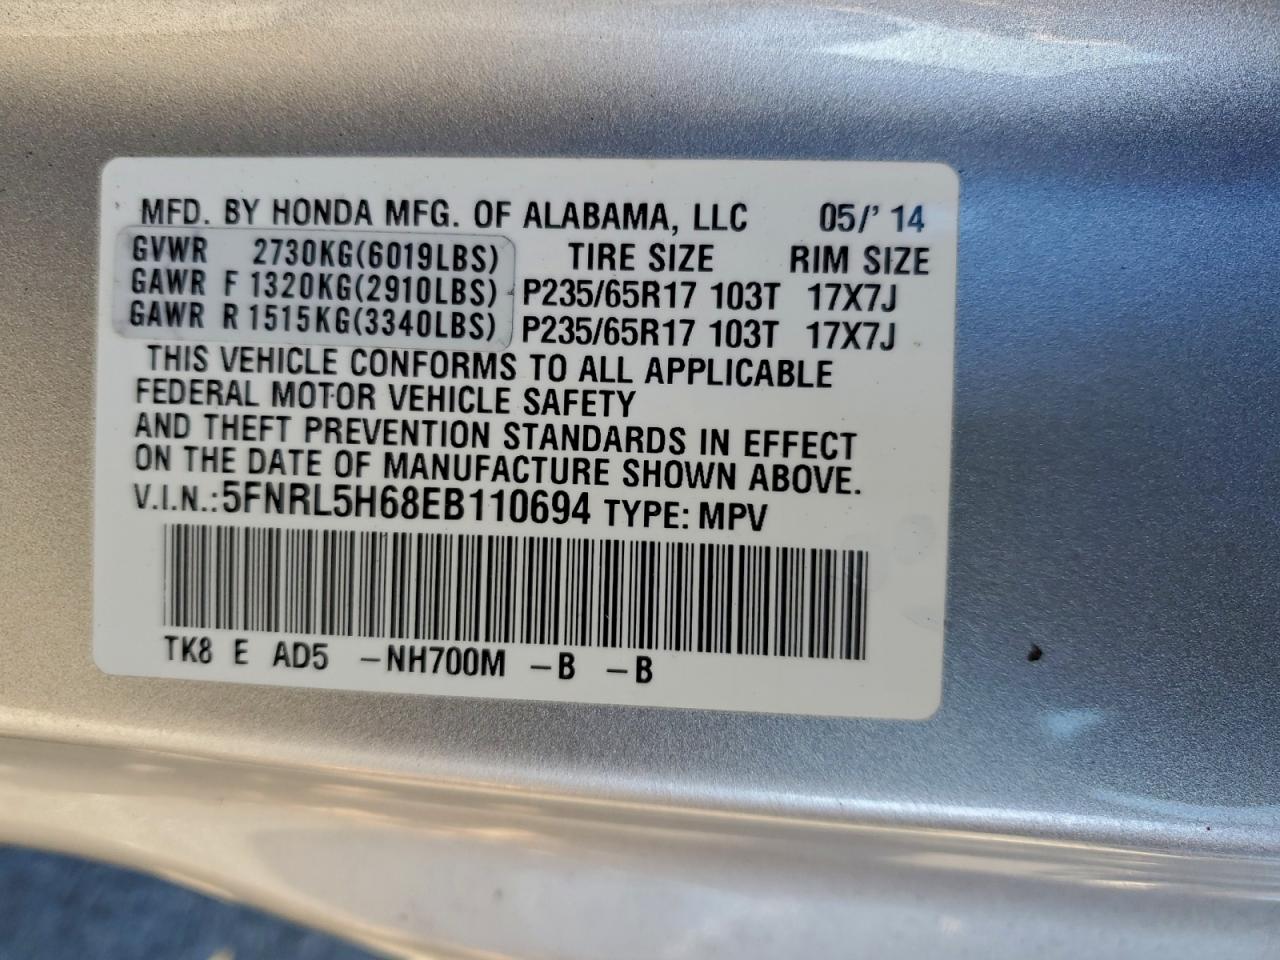 MFD. BY HONDA MFG. OF ALABAMA, LLC 05/' 14
GVWR 2730KG(6019LBS) TIRE SIZE RIM SIZE
GAWR F 1320KG(2910LBS) P235/65R17 103T 17X7J
GAWR R 1515KG(3340LBS) P235/65R17 103T 17X7J
THIS VEHICLE CONFORMS TO ALL APPLICABLE
FEDERAL MOTOR VEHICLE SAFETY
AND THEFT PREVENTION STANDARDS IN EFFECT
ON THE DATE OF MANUFACTURE SHOWN ABOVE.
V.I.N.:5FNRL5H68EB110694 TYPE: MPV
TK8 E AD5 -NH700M -B -B